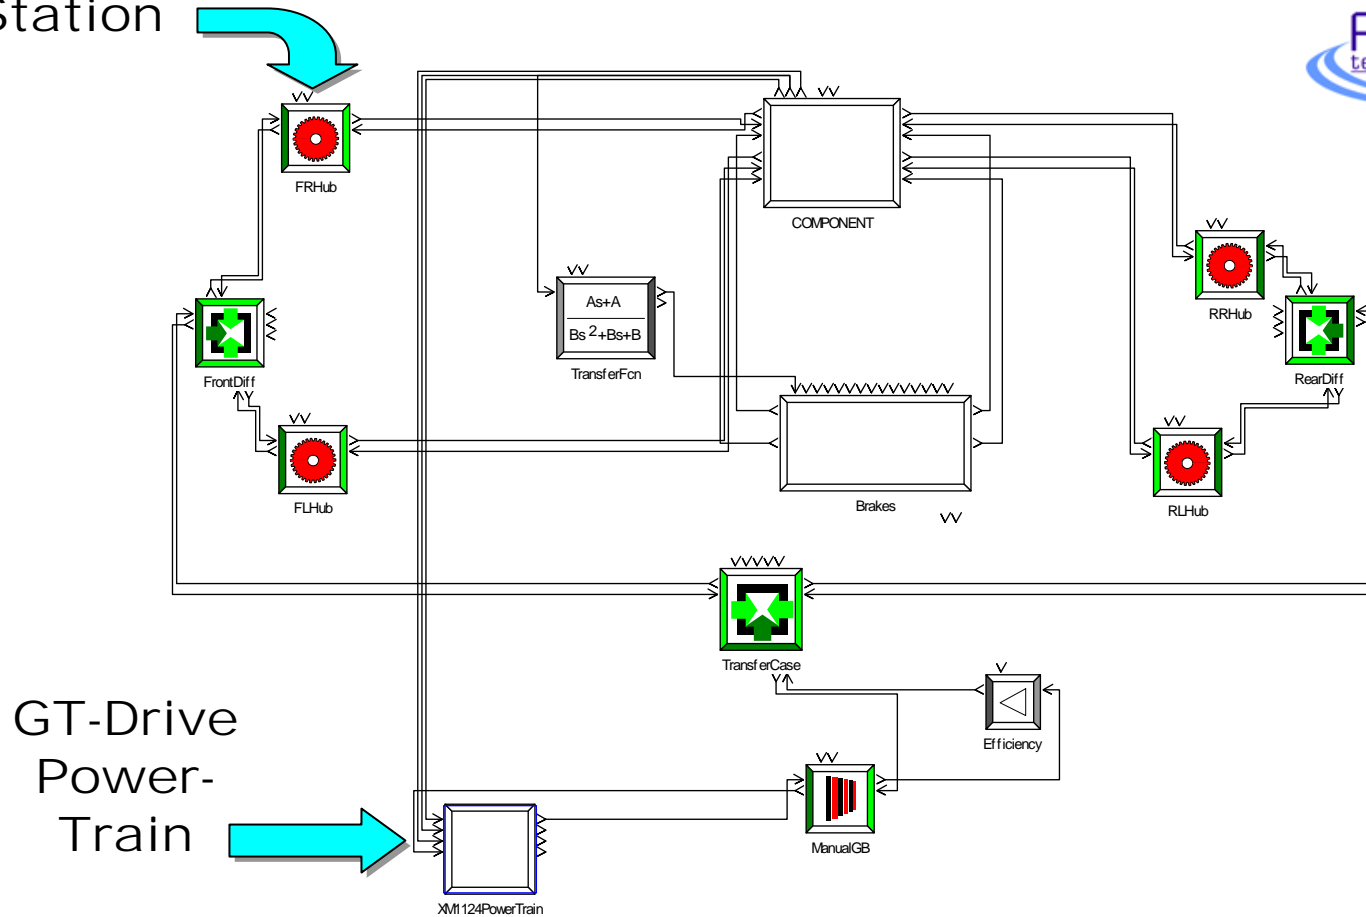 Station
FRHub
COMPONENT
RRHub
As+A
Bs 2+Bs+B
TransferFcn
FrontDiff
RearDiff
FLHub
Brakes
RLHub
TransferCase
GT-Drive
Power-
Train
Efficiency
ManualGB
XM1124PowerTrain